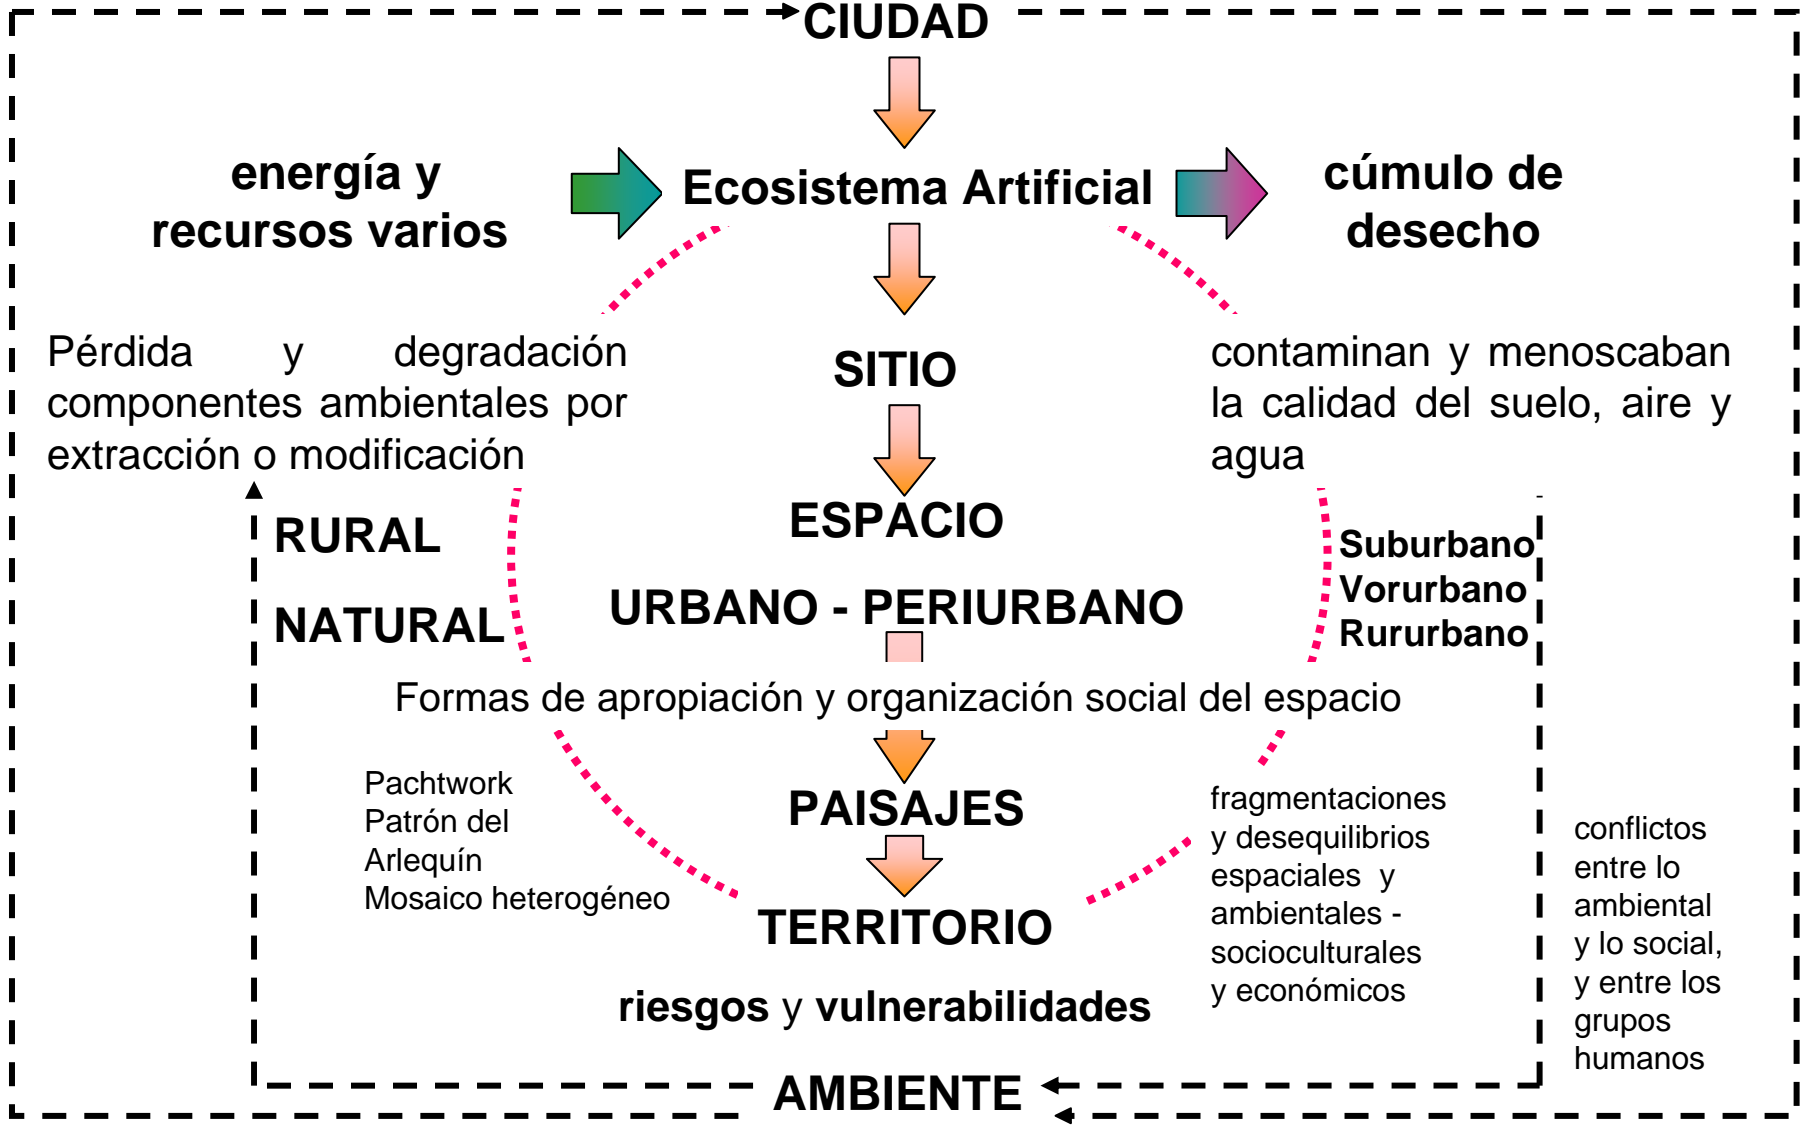 CIUDAD
energía y
recursos varios
Ecosistema Artificial
cúmulo de
desecho
Pérdida y degradación
componentes ambientales por
extracción o modificación
SITIO
contaminan y menoscaban
la calidad del suelo, aire y
agua
RURAL
NATURAL
ESPACIO
URBANO - PERIURBANO
Suburbano
Vorurbano
Rururbano
Formas de apropiación y organización social del espacio
Pachtwork
Patrón del
Arlequín
Mosaico heterogéneo
PAISAJES
TERRITORIO
fragmentaciones
y desequilibrios
espaciales y
ambientales -
socioculturales
y económicos
conflictos
entre lo
ambiental
y lo social,
y entre los
grupos
humanos
riesgos y vulnerabilidades
AMBIENTE